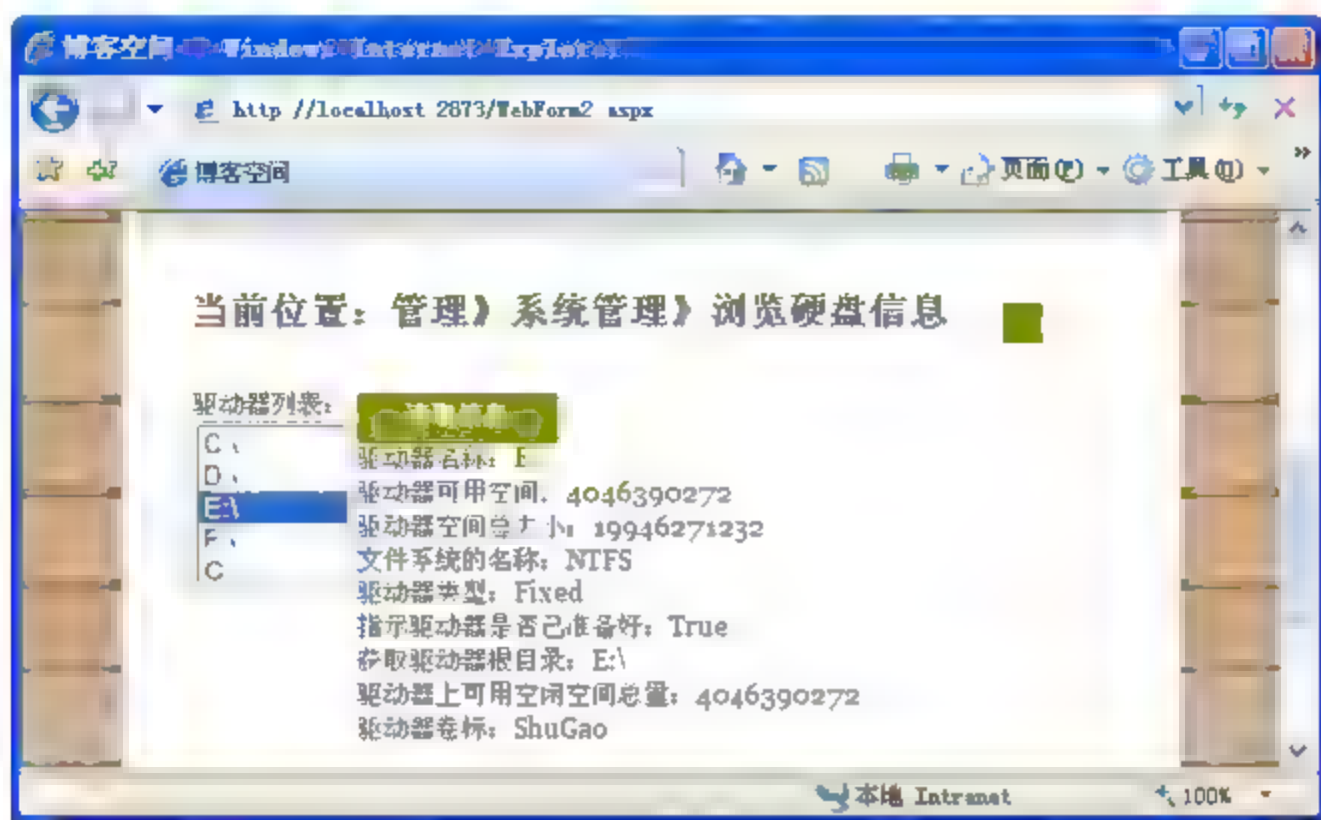 博客空间 - Windows Internet Explorer
http //localhost 2873/WebForm2 aspx
博客空间
页面(P)
工具(O)
当前位置：管理》系统管理》浏览硬盘信息
驱动器列表：
C \
D \
E:\
F \
驱动器名称：
驱动器可用空间：4046390272
驱动器空间总大小：19946271232
文件系统的名称：NTFS
驱动器类型：Fixed
指示驱动器是否已准备好：True
获取驱动器根目录：E:\
驱动器上可用空闲空间总量：4046390272
驱动器卷标：ShuGao
本地 Intranet
100%